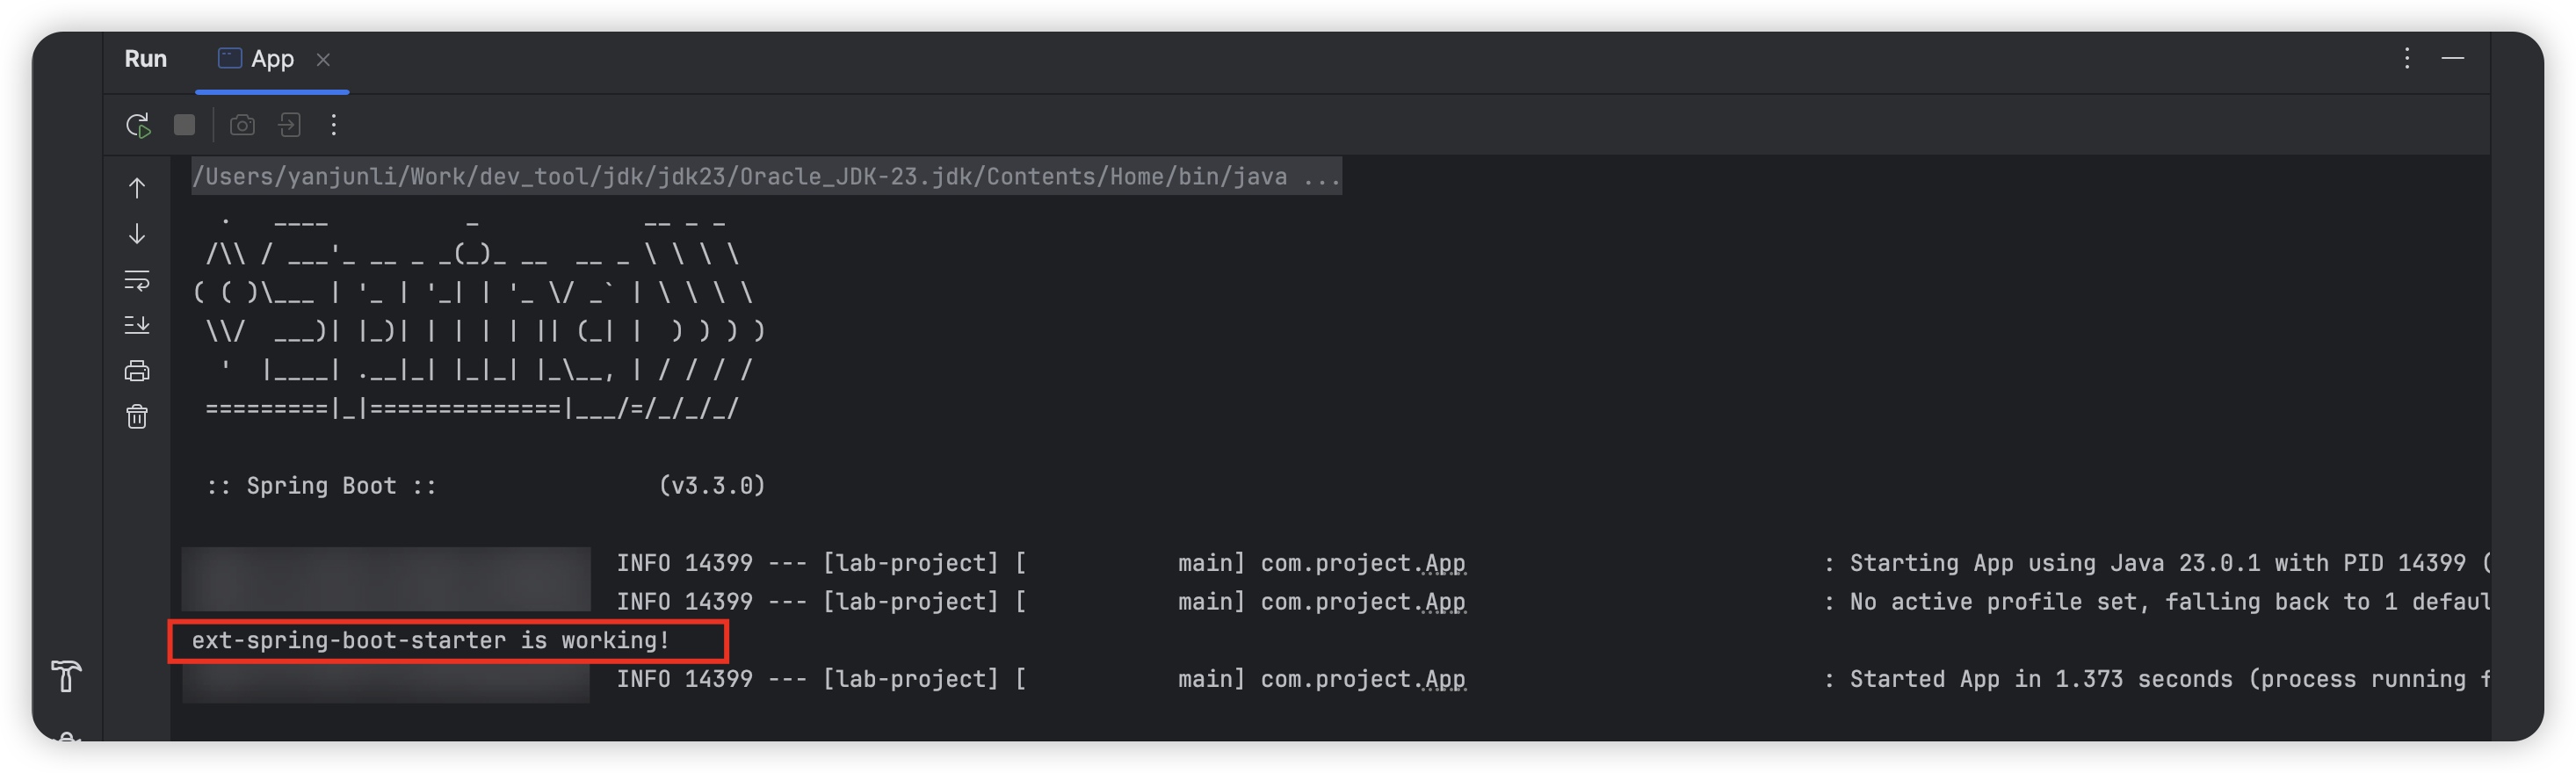 Run App
/Users/yanjunli/Work/dev_tool/jdk/jdk23/Oracle_JDK-23.jdk/Contents/Home/bin/java ...
  .   ____          _            __ _ _
 /\\ / ___'_ __ _ _(_)_ __  __ _ \ \ \ \
( ( )\___ | '_ | '_| | '_ \/ _` | \ \ \ \
 \\/  ___)| |_)| | | | | || (_| |  ) ) ) )
  '  |____| .__|_| |_|_| |_\__, | / / / /
 =========|_|==============|___/=/_/_/_/
 :: Spring Boot ::                (v3.3.0)
INFO 14399 --- [lab-project] [           main] com.project.App                          : Starting App using Java 23.0.1 with PID 14399 (
INFO 14399 --- [lab-project] [           main] com.project.App                          : No active profile set, falling back to 1 defaul
ext-spring-boot-starter is working!
INFO 14399 --- [lab-project] [           main] com.project.App                          : Started App in 1.373 seconds (process running f